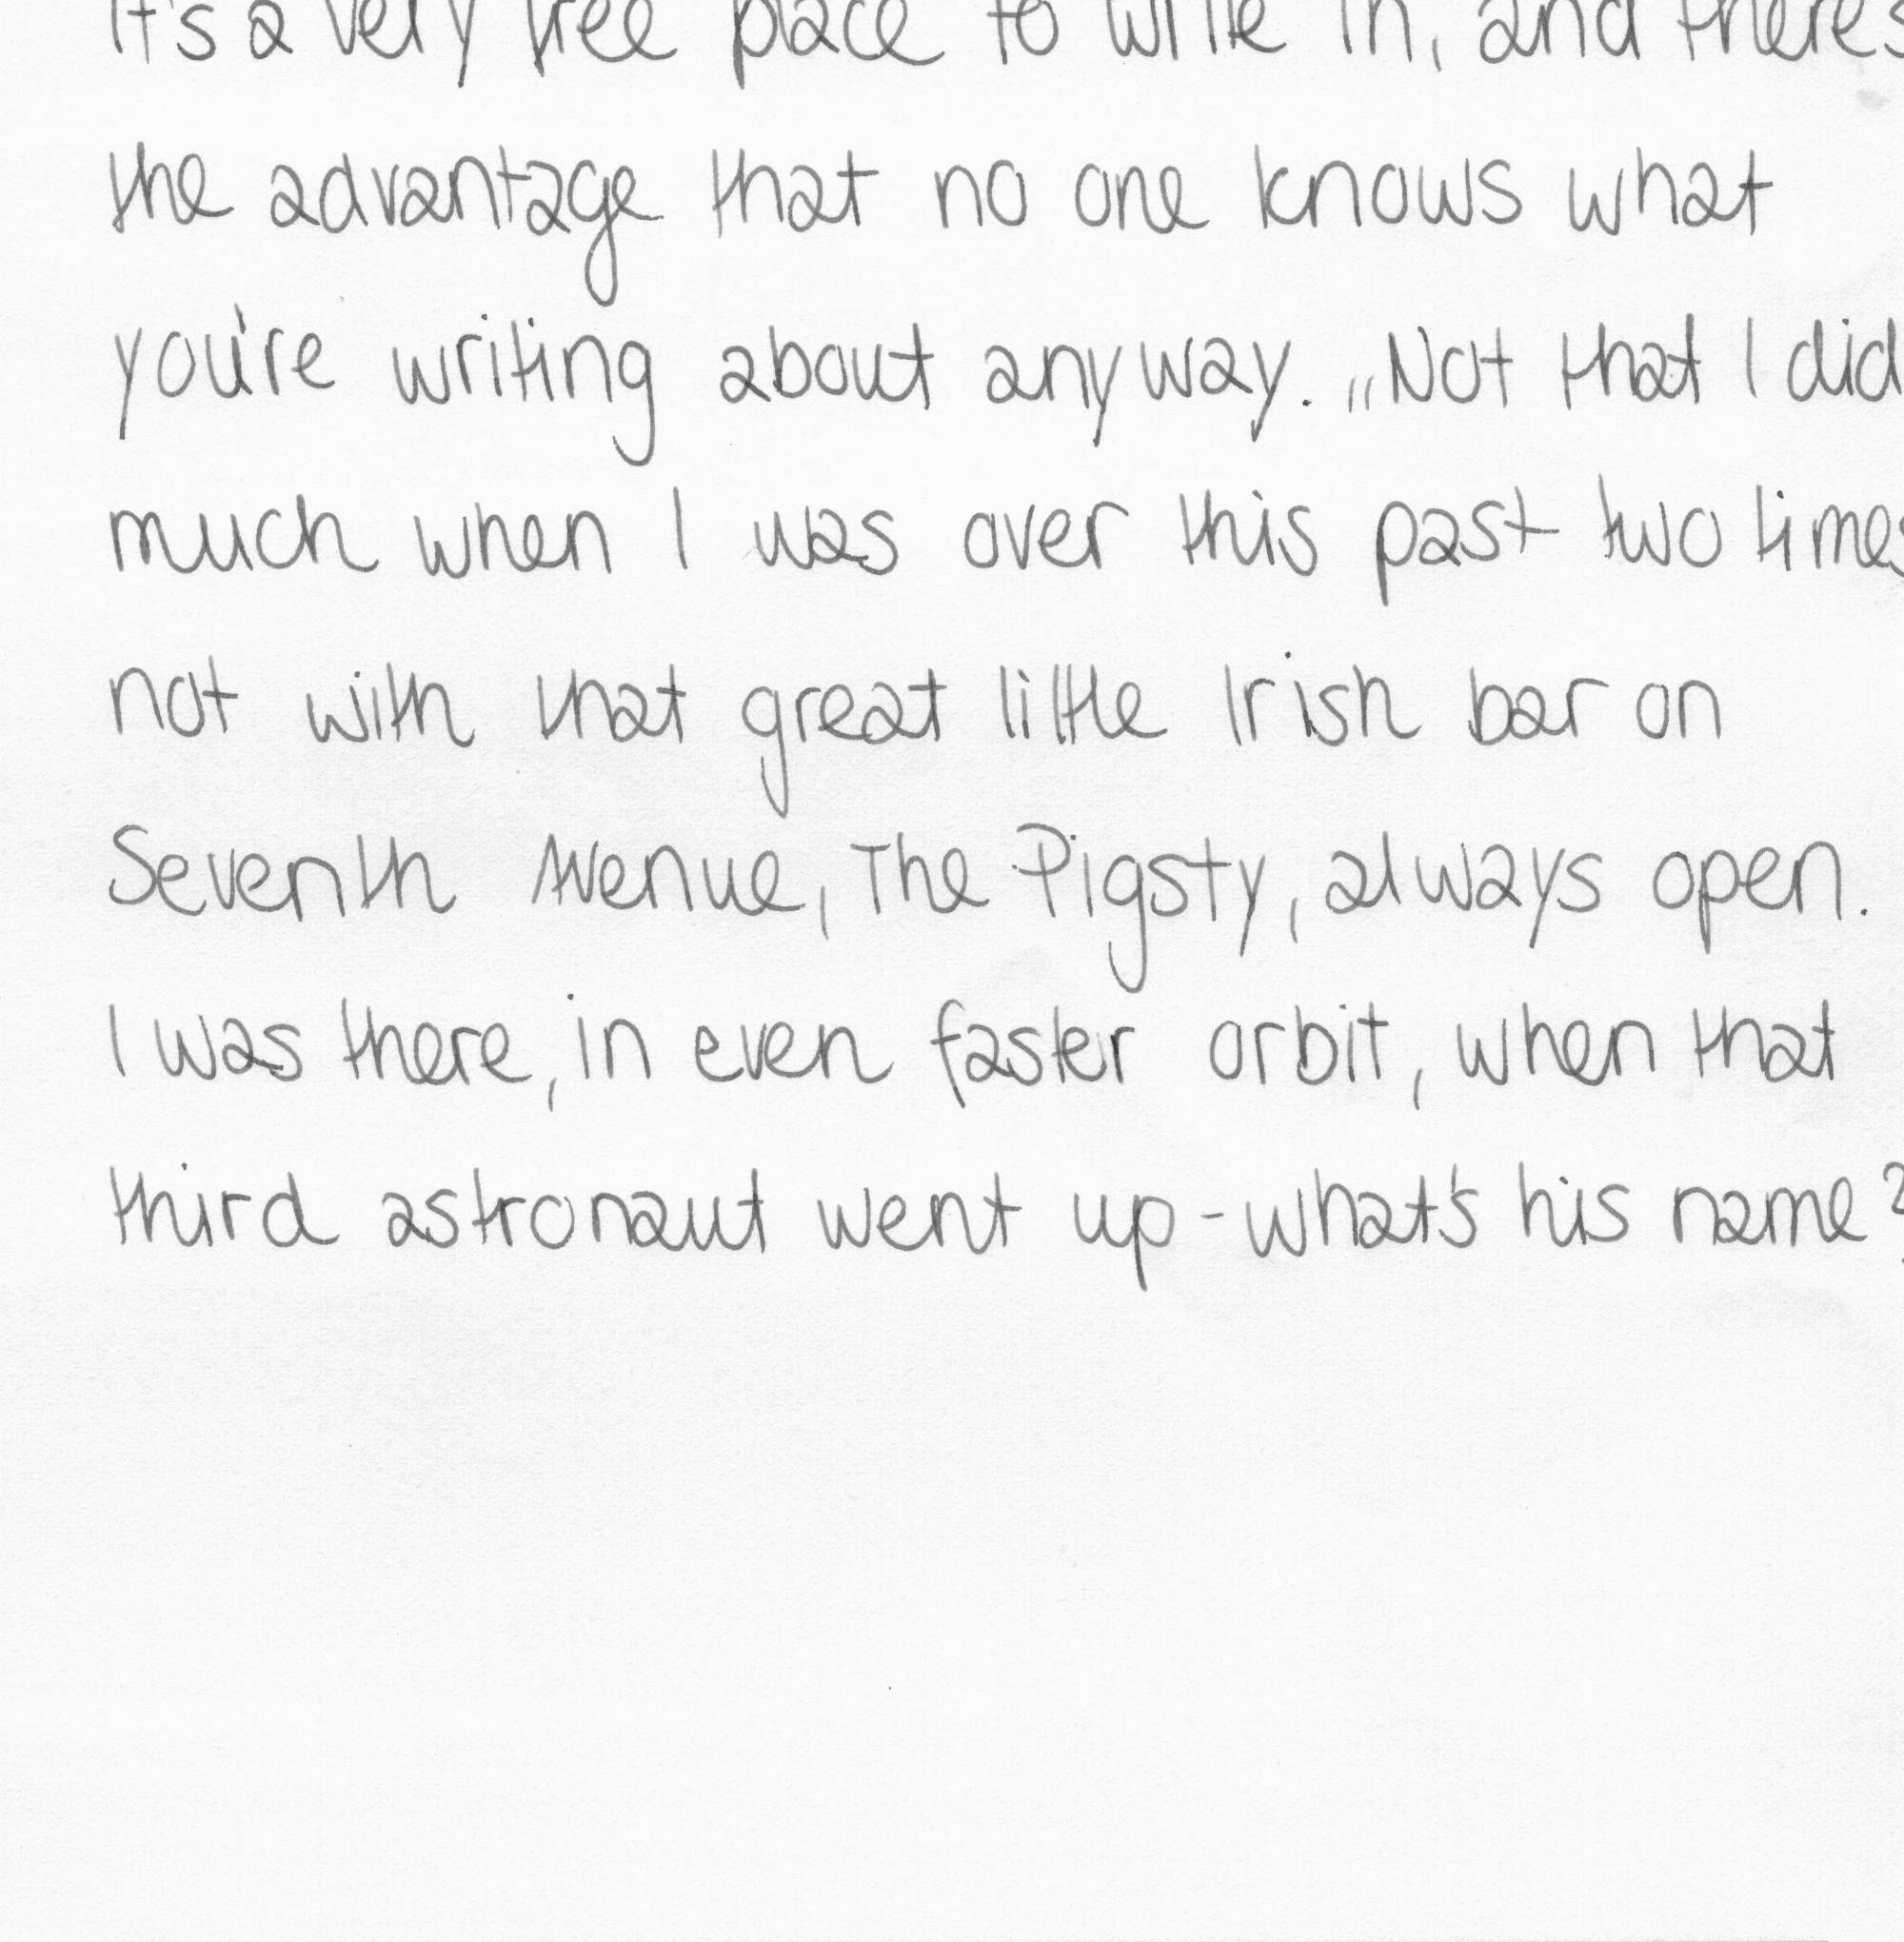 It's a very free place to write in, and there's
the advantage that no one knows what
you're writing about anyway. „Not that I did
much when I was over this past two times
not with that great little Irish bar on
Seventh Avenue, The Pigsty, always open.
I was there, in even faster orbit, when that
third astronaut went up - what's his name?